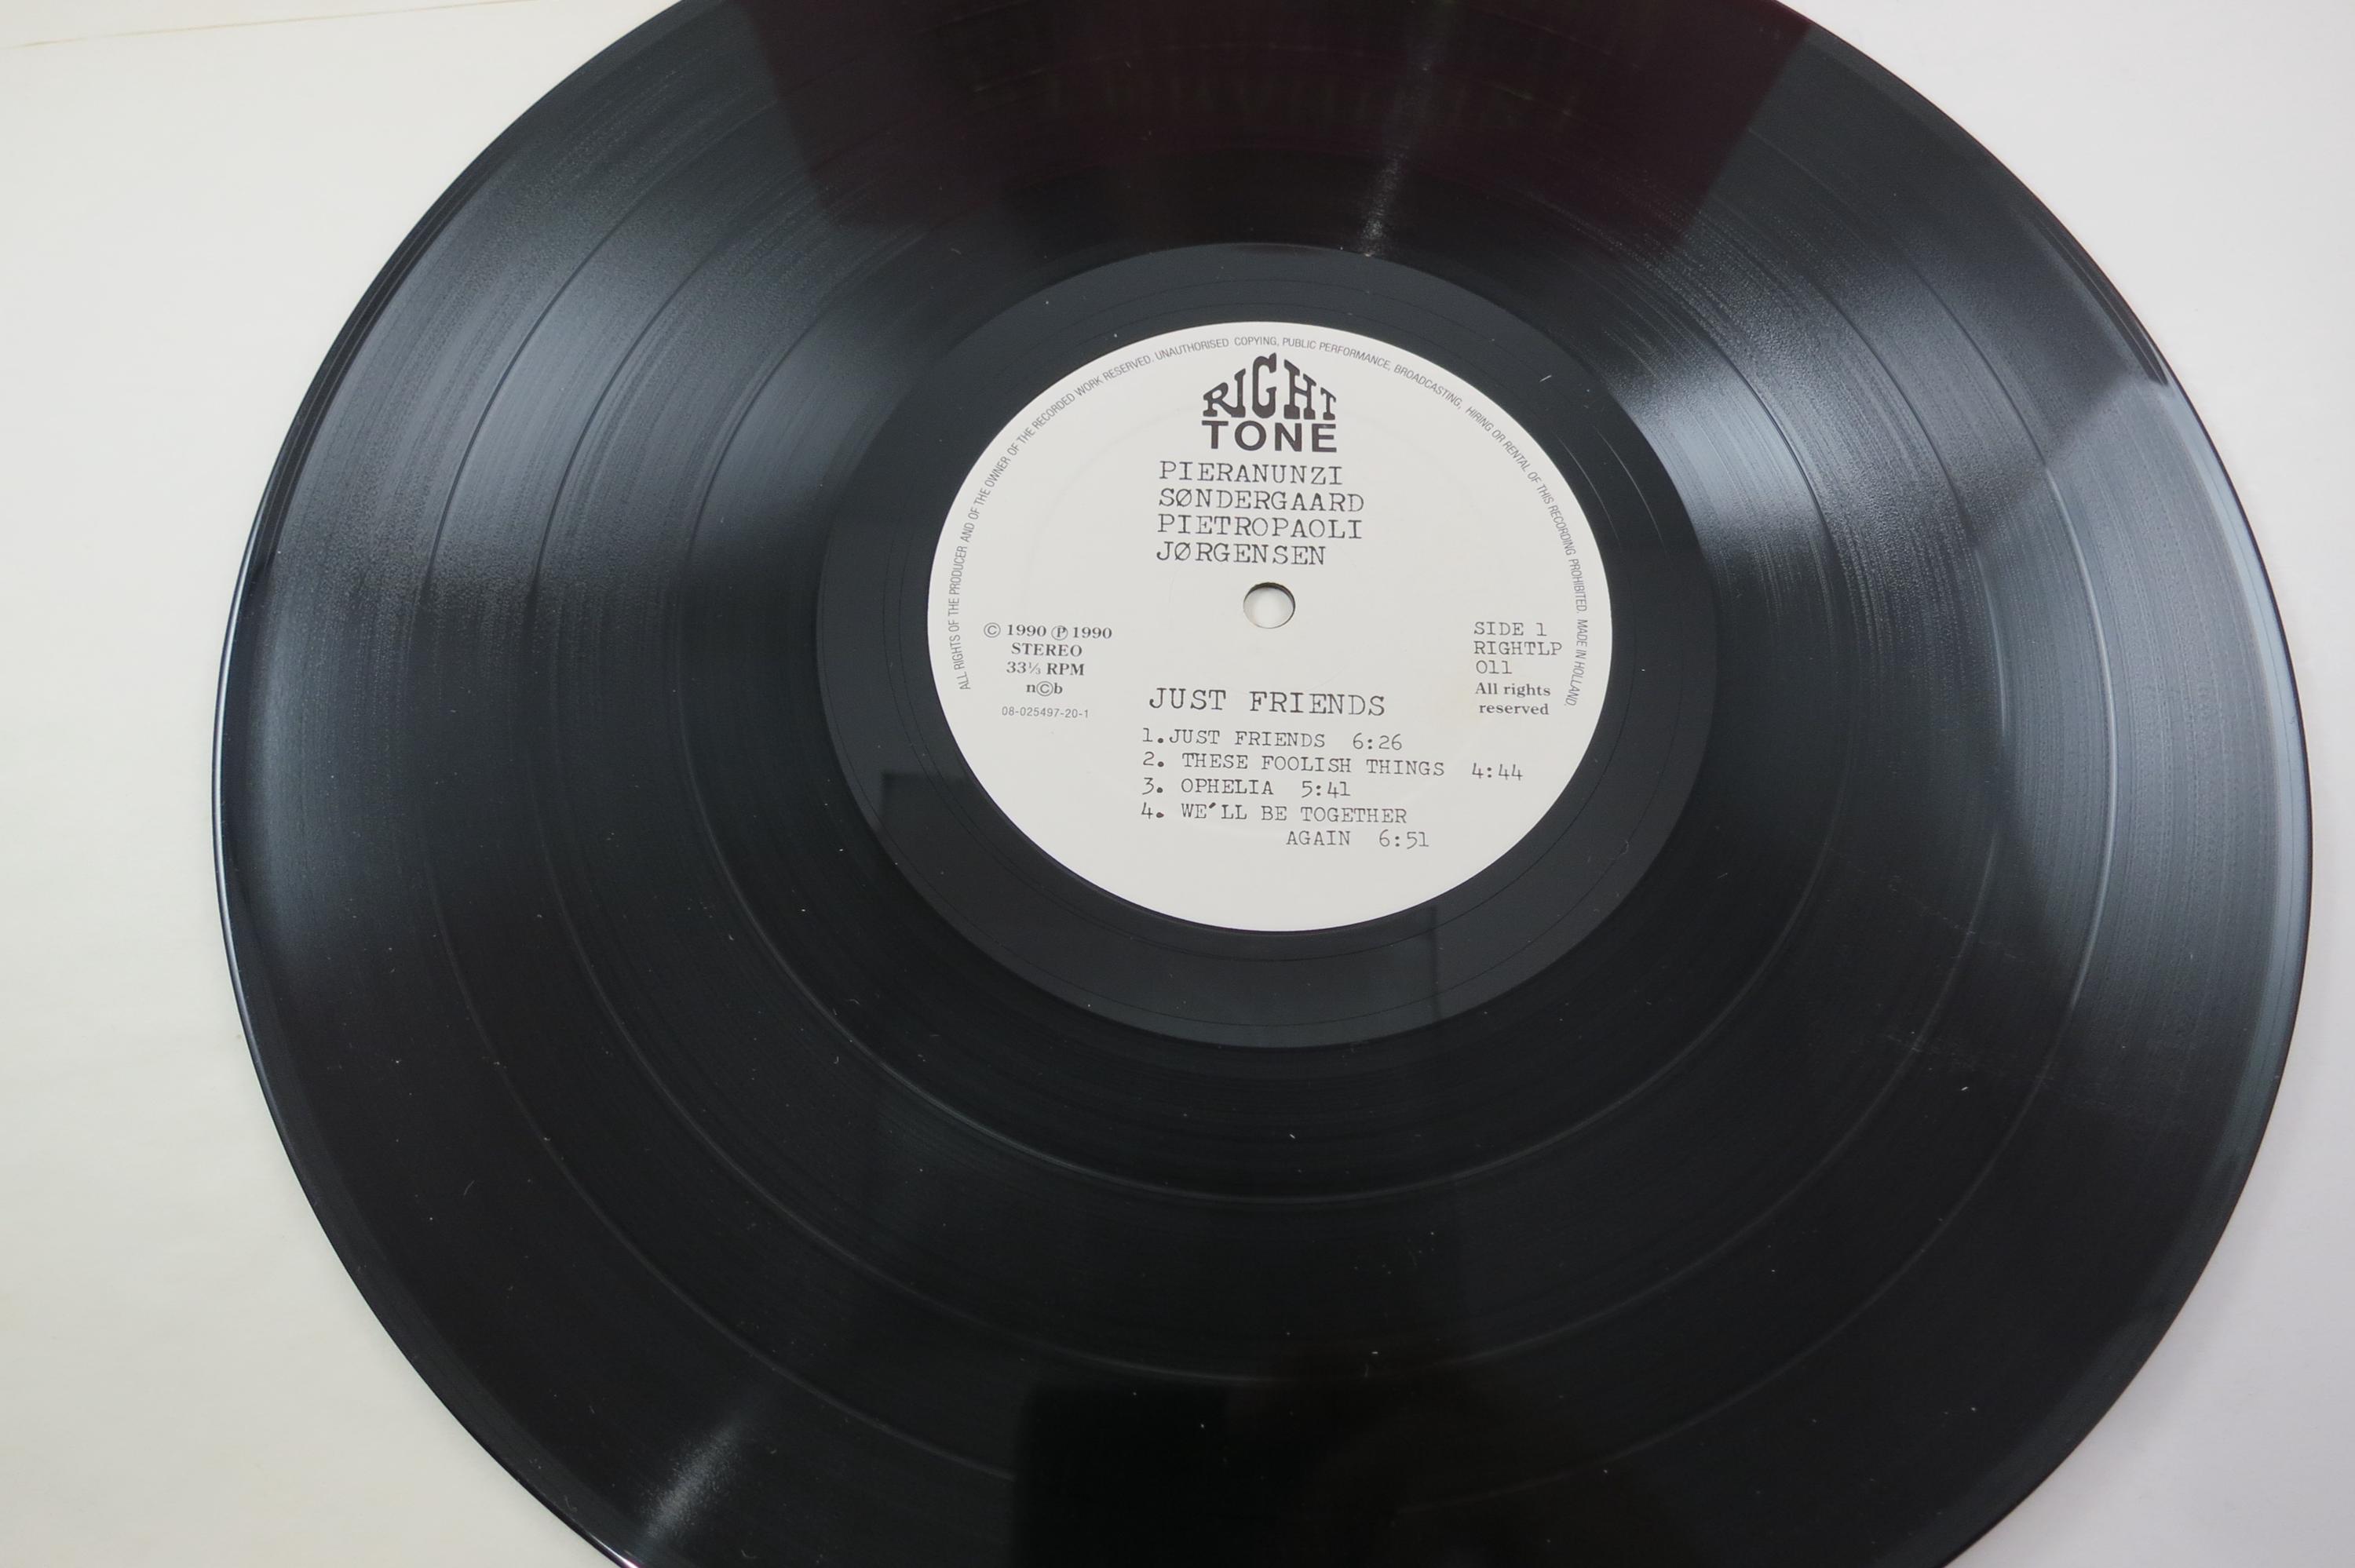 ALL RIGHTS OF THE PRODUCER AND OF THE OWNER OF THE RECORDED WORK RESERVED. UNAUTHORISED COPYING, PUBLIC PERFORMANCE, BROADCASTING, HIRING OR RENTAL OF THIS RECORDING PROHIBITED. MADE IN HOLLAND.
RIGHT
TONE
PIERANUNZI
SØNDERGAARD
PIETROPAOLI
JØRGENSEN
© 1990 ℗ 1990
STEREO
33⅓ RPM
n©b
08-025497-20-1
SIDE 1
RIGHTLP
011
All rights
reserved
JUST FRIENDS
1. JUST FRIENDS 6:26
2. THESE FOOLISH THINGS 4:44
3. OPHELIA 5:41
4. WE'LL BE TOGETHER
AGAIN 6:51